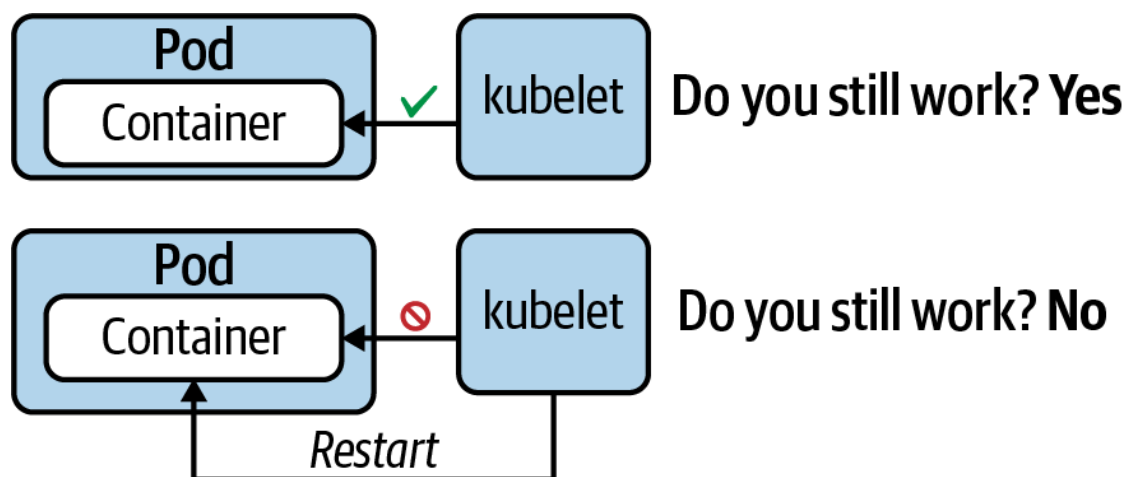 Pod
Container
kubelet
Do you still work? Yes
Pod
Container
kubelet
Do you still work? No
Restart